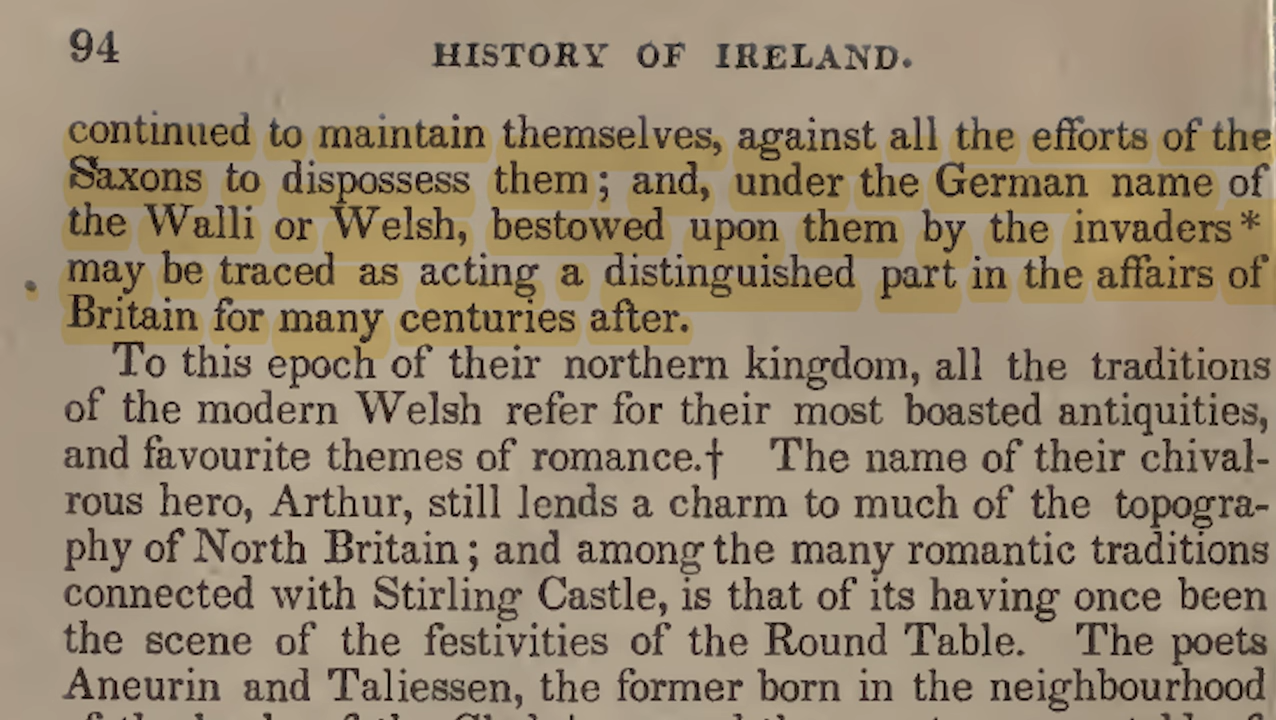 94
HISTORY OF IRELAND.
continued to maintain themselves, against all the efforts of the
Saxons to dispossess them; and, under the German name of
the Walli or Welsh, bestowed upon them by the invaders*
may be traced as acting a distinguished part in the affairs of
Britain for many centuries after.
To this epoch of their northern kingdom, all the traditions
of the modern Welsh refer for their most boasted antiquities,
and favourite themes of romance.† The name of their chival-
rous hero, Arthur, still lends a charm to much of the topogra-
phy of North Britain; and among the many romantic traditions
connected with Stirling Castle, is that of its having once been
the scene of the festivities of the Round Table. The poets
Aneurin and Taliessen, the former born in the neighbourhood